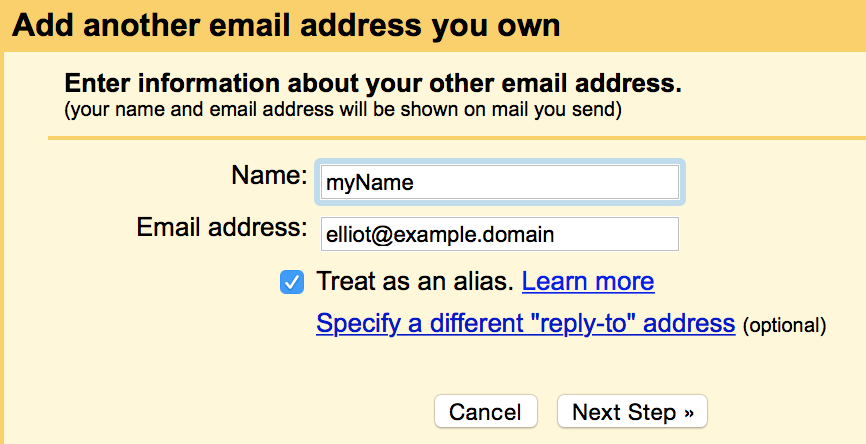 Add another email address you own
Enter information about your other email address.
(your name and email address will be shown on mail you send)
Name: myName
Email address: elliot@example.domain
Treat as an alias. Learn more
Specify a different "reply-to" address (optional)
Cancel Next Step »